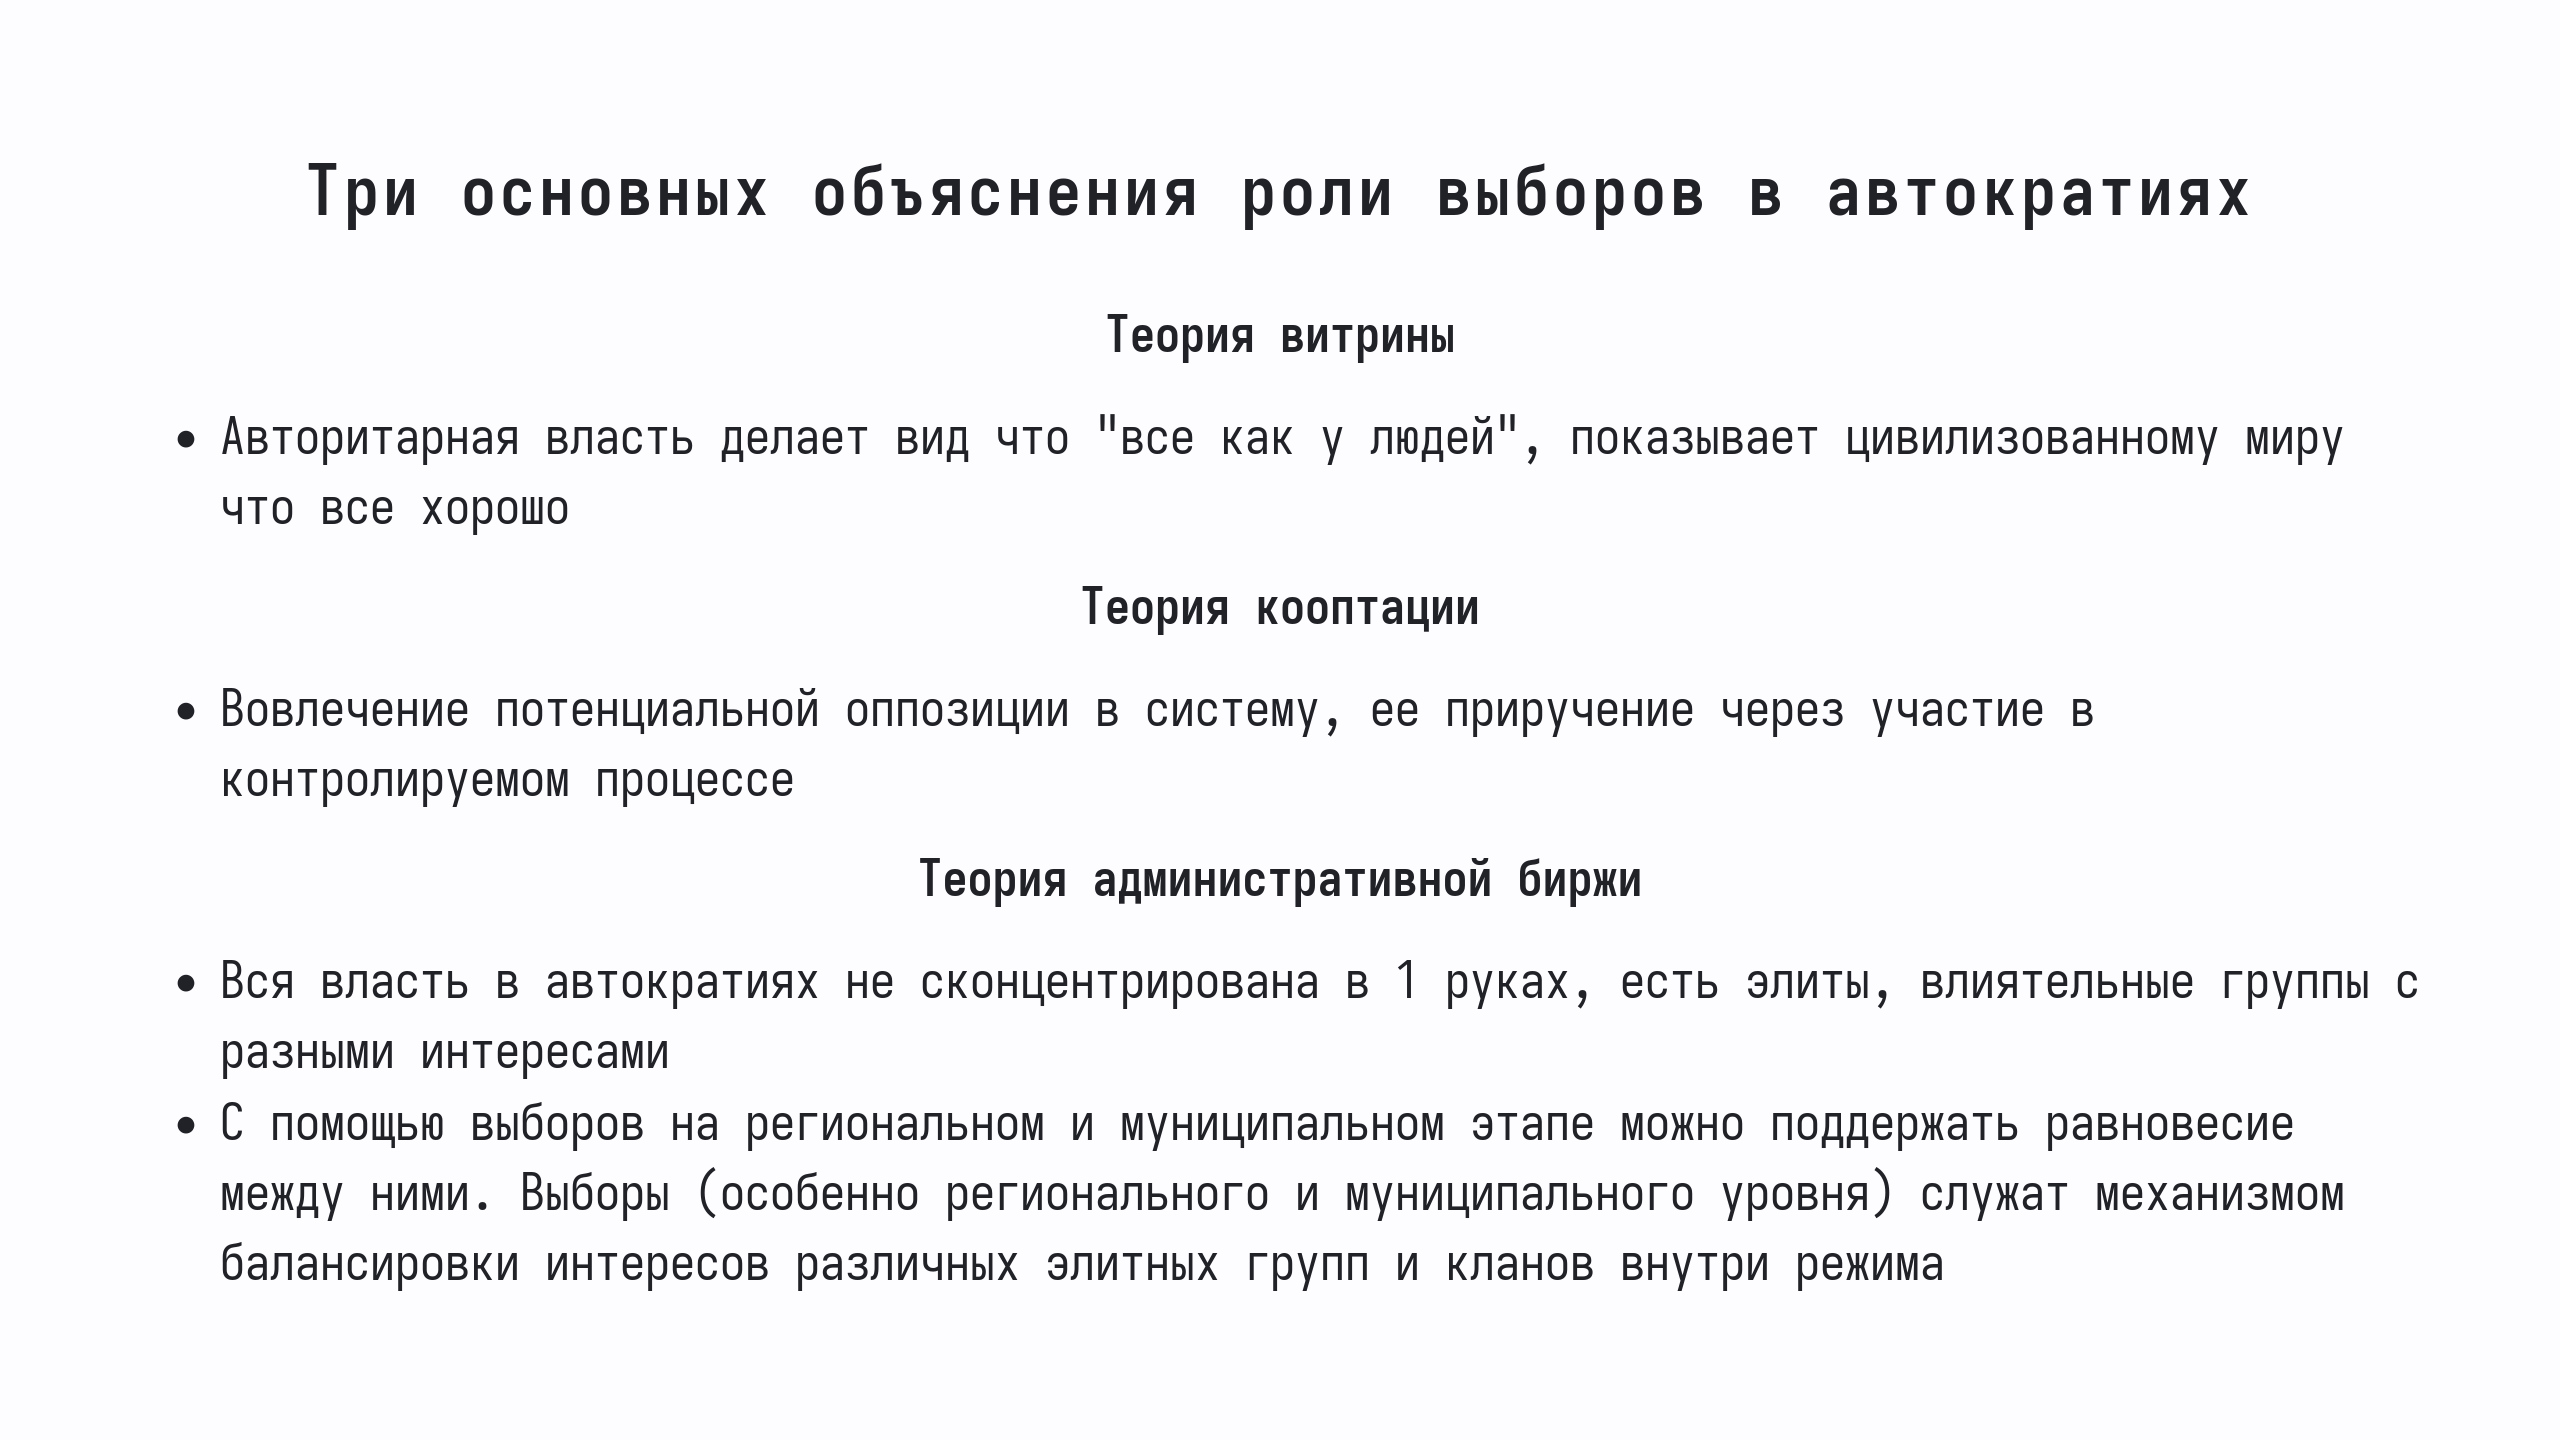 Три основных объяснения роли выборов в автократиях
Теория витрины
• Авторитарная власть делает вид что "все как у людей", показывает цивилизованному миру
что все хорошо
Теория кооптации
• Вовлечение потенциальной оппозиции в систему, ее приручение через участие в
контролируемом процессе
Теория административной биржи
• Вся власть в автократиях не сконцентрирована в 1 руках, есть элиты, влиятельные группы с
разными интересами
• С помощью выборов на региональном и муниципальном этапе можно поддержать равновесие
между ними. Выборы (особенно регионального и муниципального уровня) служат механизмом
балансировки интересов различных элитных групп и кланов внутри режима